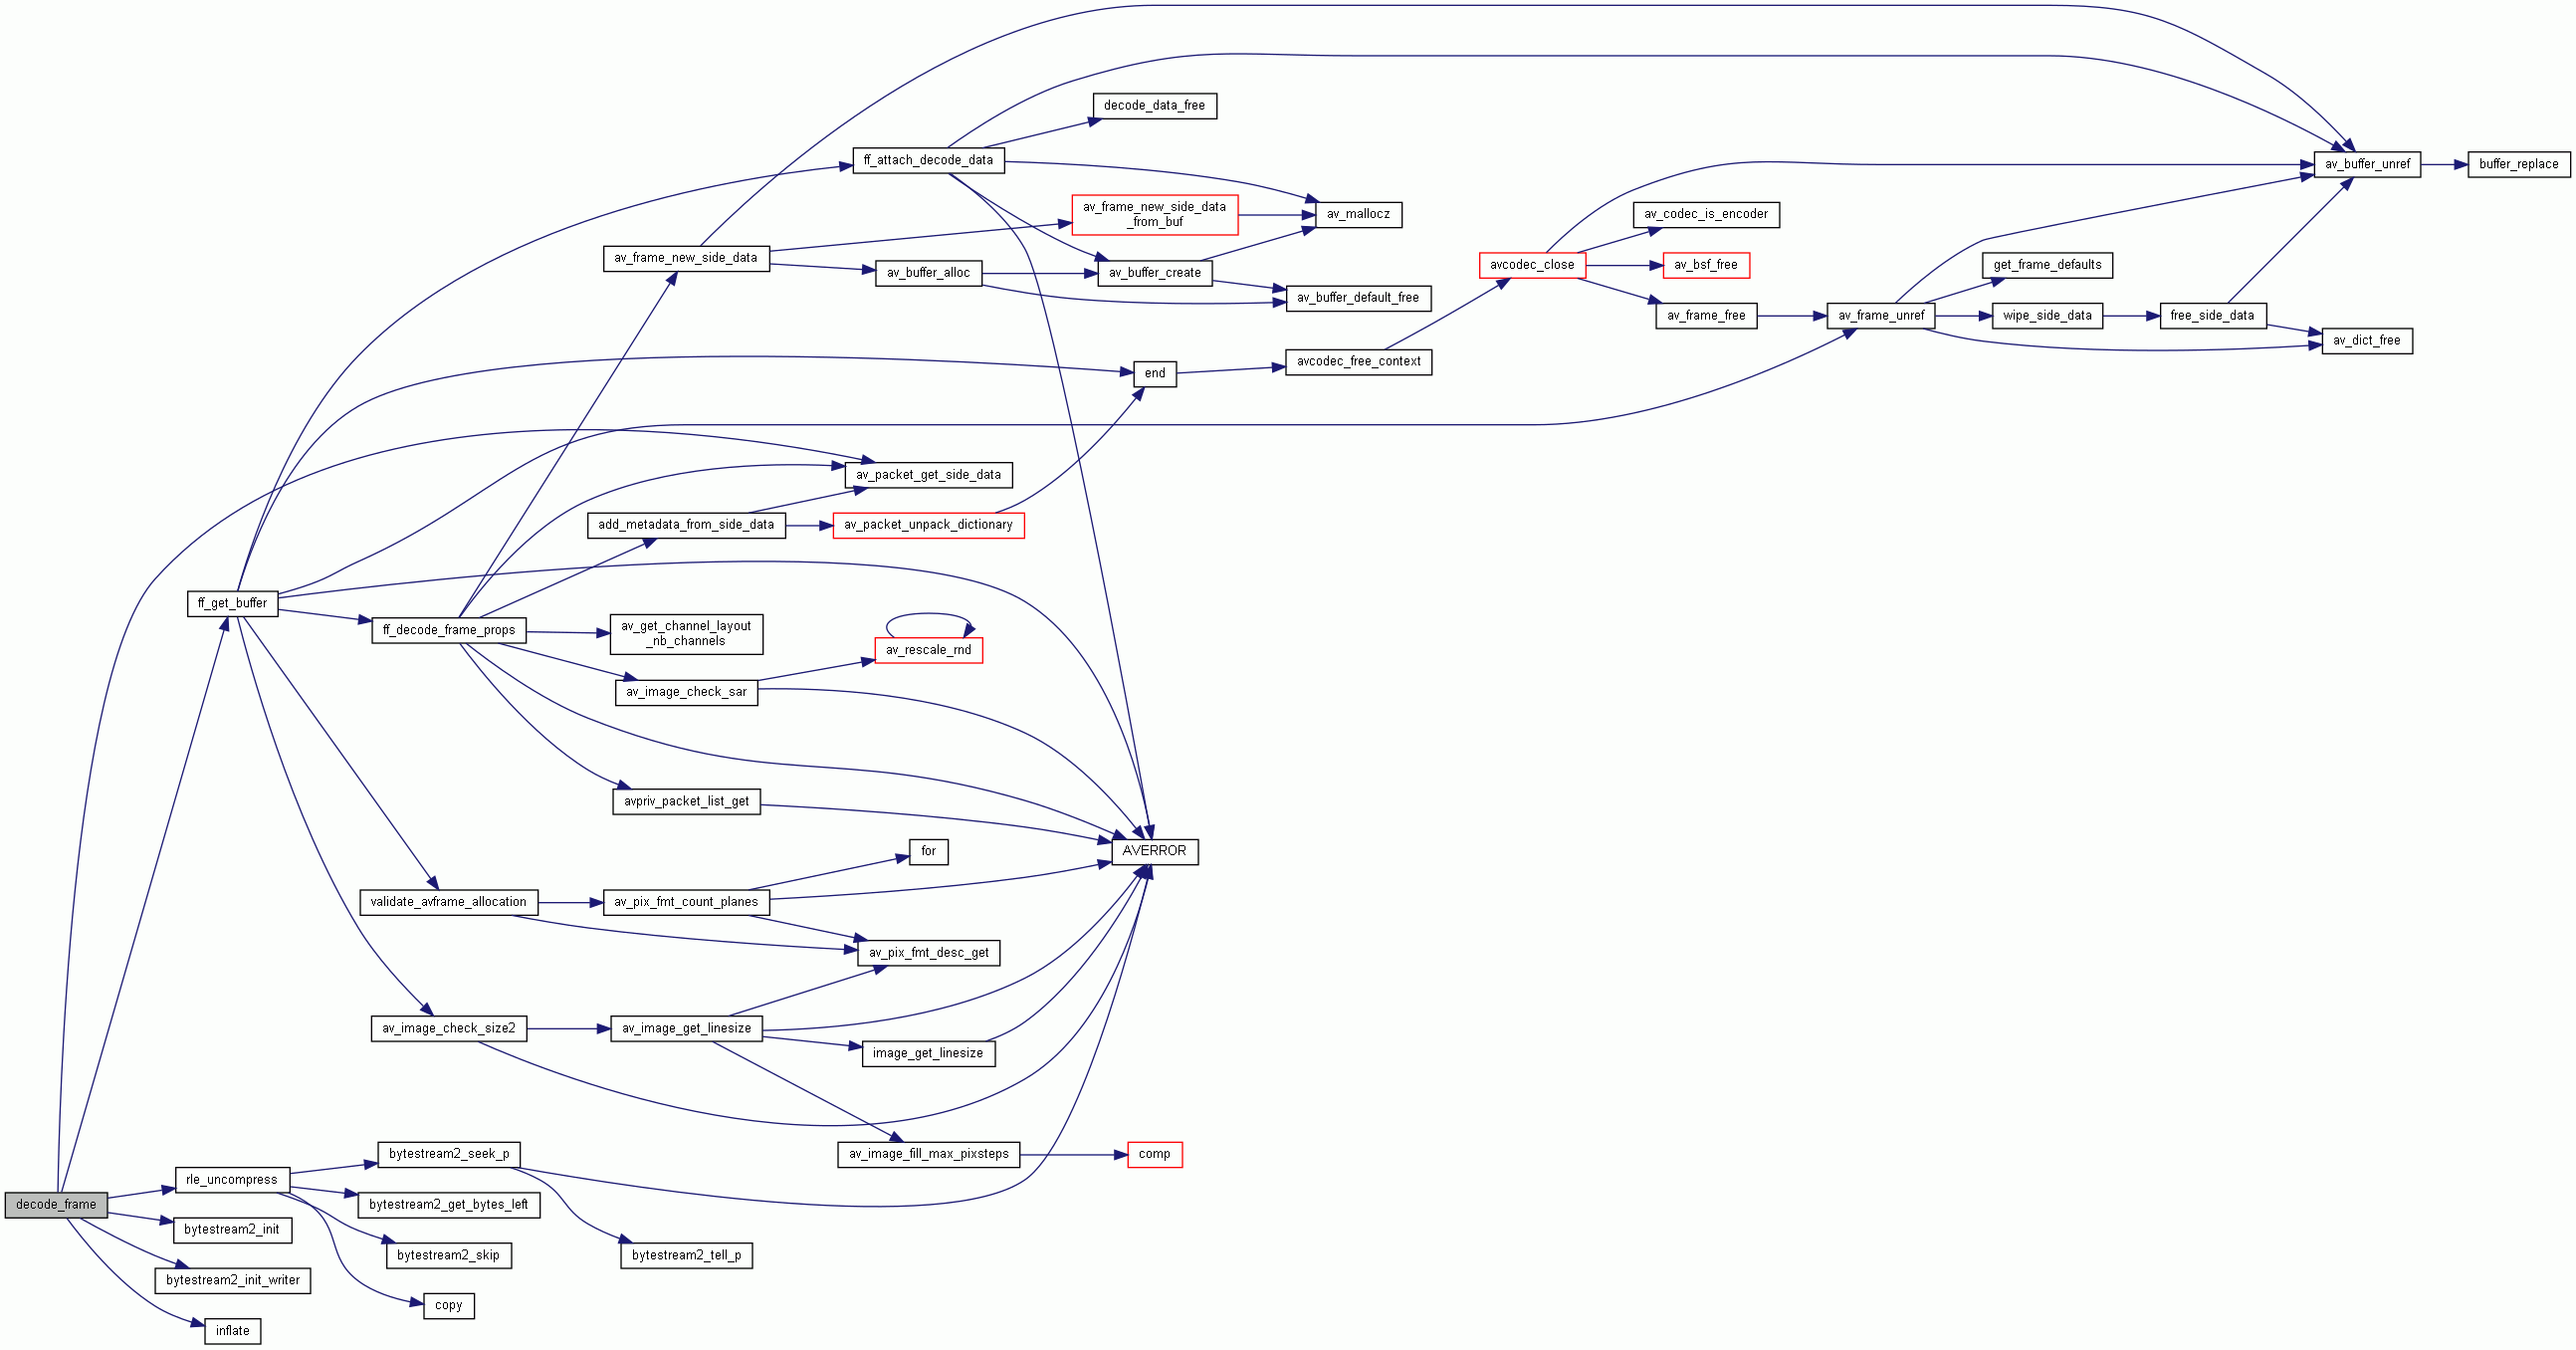 decode_data_free
ff_attach_decode_data
av_buffer_unref
buffer_replace
av_frame_new_side_data
_from_buf
av_mallocz
av_codec_is_encoder
av_frame_new_side_data
av_buffer_alloc
av_buffer_create
avcodec_close
av_bsf_free
get_frame_defaults
av_buffer_default_free
av_frame_free
av_frame_unref
wipe_side_data
free_side_data
av_dict_free
avcodec_free_context
end
av_packet_get_side_data
add_metadata_from_side_data
av_packet_unpack_dictionary
ff_get_buffer
ff_decode_frame_props
av_get_channel_layout
_nb_channels
av_rescale_rnd
av_image_check_sar
avpriv_packet_list_get
AVERROR
for
validate_avframe_allocation
av_pix_fmt_count_planes
av_pix_fmt_desc_get
av_image_check_size2
av_image_get_linesize
image_get_linesize
av_image_fill_max_pixsteps
comp
bytestream2_seek_p
rle_uncompress
decode_frame
bytestream2_get_bytes_left
bytestream2_init
bytestream2_skip
bytestream2_tell_p
bytestream2_init_writer
copy
inflate